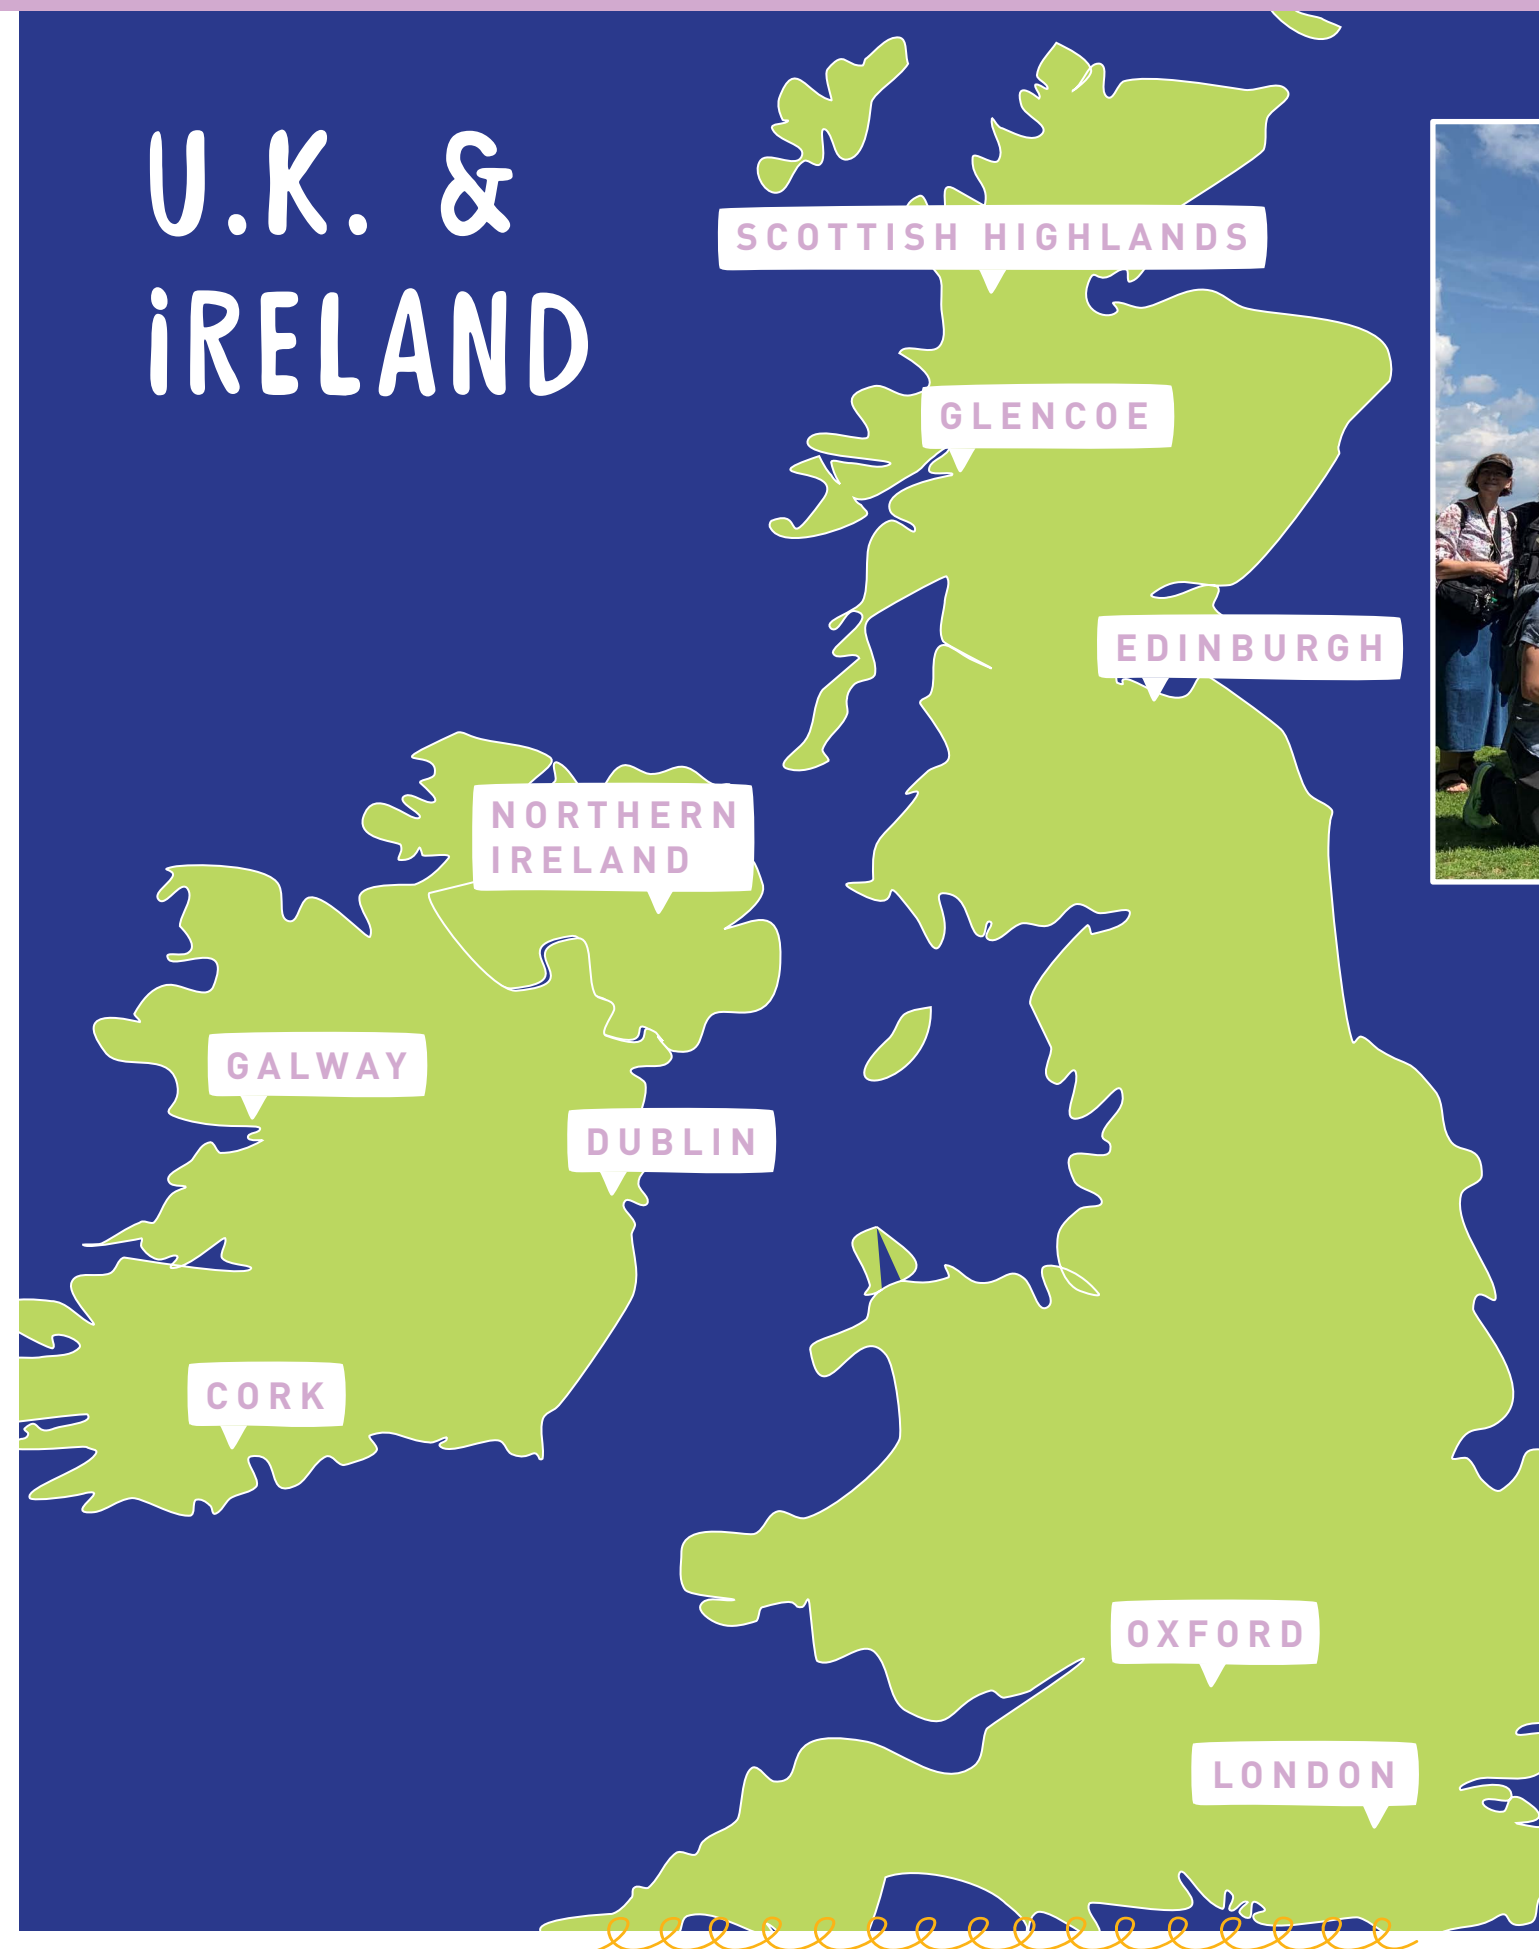 U.K. &
iRELAND
SCOTTISH HIGHLANDS
GLENCOE
EDINBURGH
NORTHERN
IRELAND
GALWAY
DUBLIN
CORK
OXFORD
LONDON